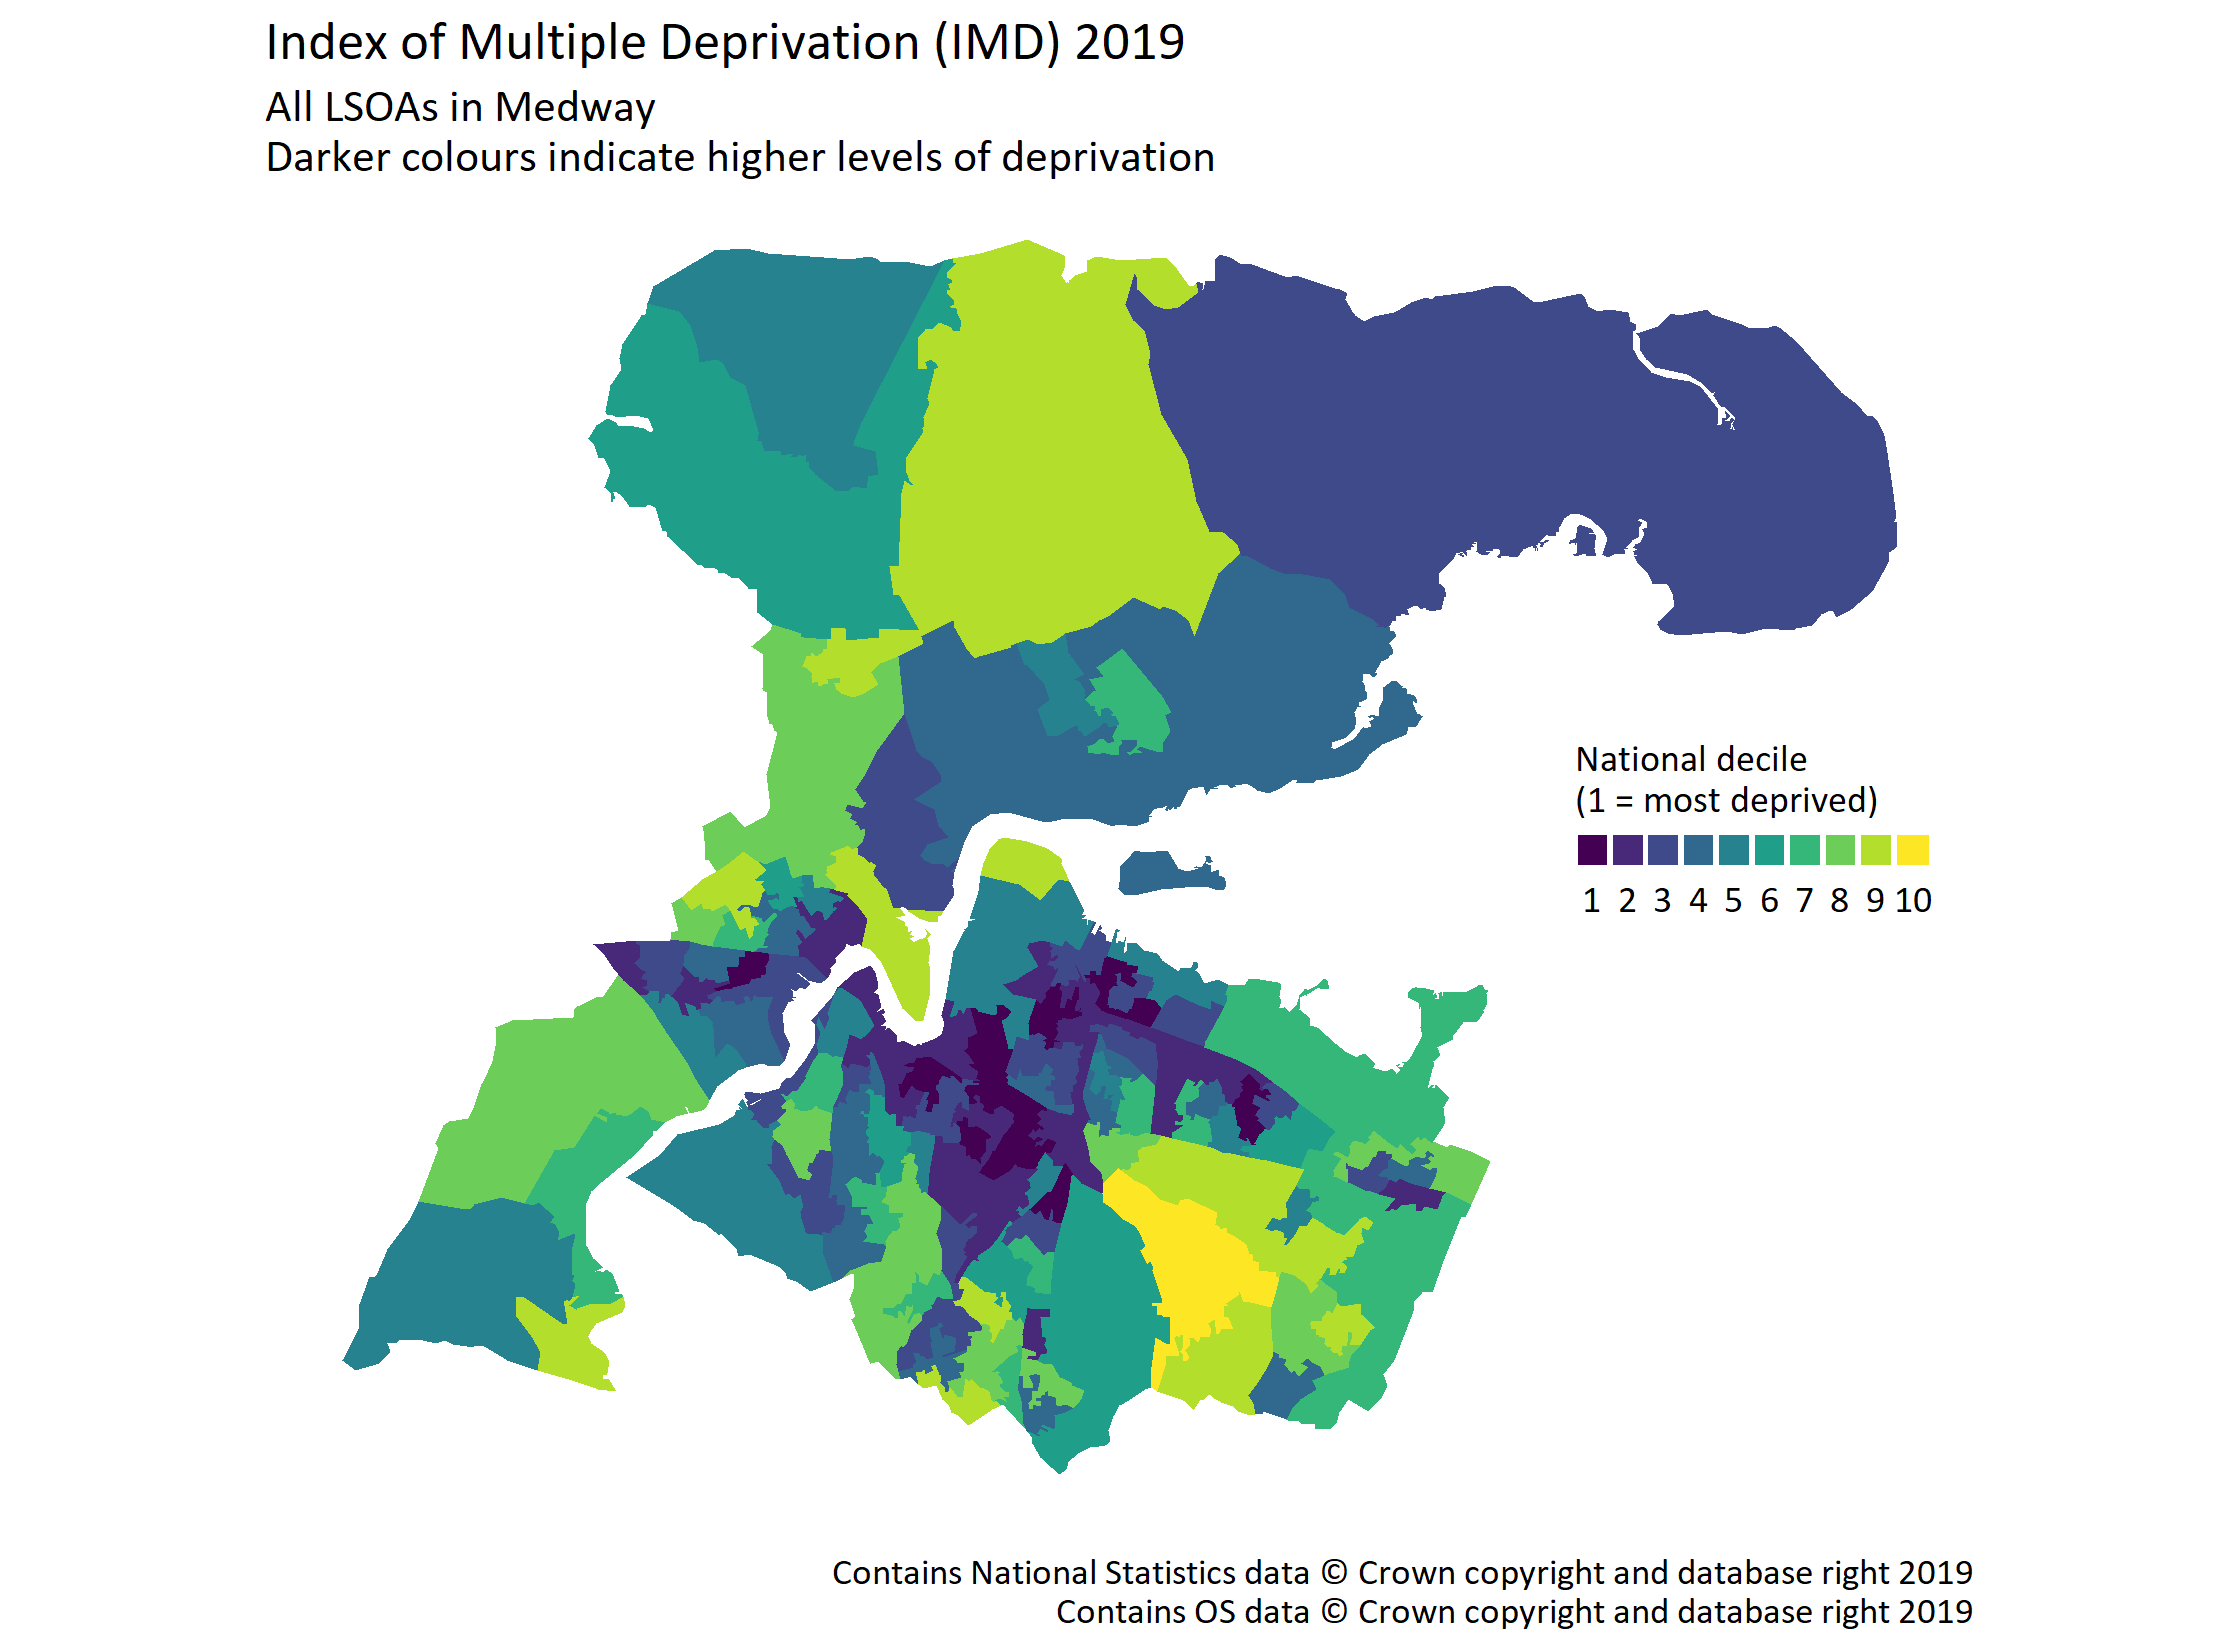 Index of Multiple Deprivation (IMD) 2019
All LSOAs in Medway
Darker colours indicate higher levels of deprivation
National decile
(1 = most deprived)
1 2 3 4 5 6 7 8 9 10
Contains National Statistics data © Crown copyright and database right 2019
Contains OS data © Crown copyright and database right 2019